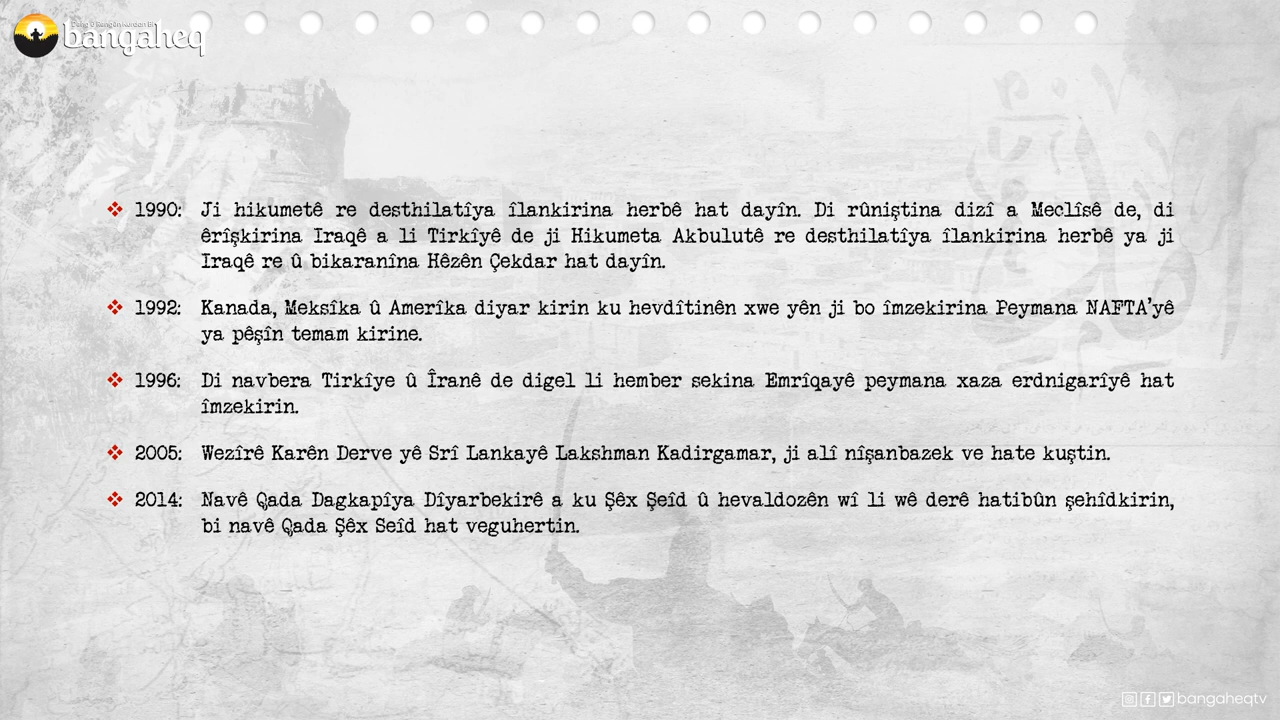 bangaheq
1990: Ji hikumetê re desthilatîya îlankirina herbê hat dayîn. Di rûniştina dizî a Meclîsê de, di
êrîşkirina Iraqê a li Tirkîyê de ji Hikumeta Akbulutê re desthilatîya îlankirina herbê ya ji
Iraqê re û bikaranîna Hêzên Çekdar hat dayîn.
1992: Kanada, Meksîka û Amerîka diyar kirin ku hevdîtinên xwe yên ji bo îmzekirina Peymana NAFTA'yê
ya pêşîn temam kirine.
1996: Di navbera Tirkîye û Îranê de digel li hember sekina Emrîqayê peymana xaza erdnigarîyê hat
îmzekirin.
2005: Wezîrê Karên Derve yê Srî Lankayê Lakshman Kadirgamar, ji alî nîşanbazek ve hate kuştin.
2014: Navê Qada Dagkapîya Dîyarbekirê a ku Şêx Şeîd û hevaldozên wî li wê derê hatibûn şehîdkirin,
bi navê Qada Şêx Seîd hat veguhertin.
bangaheqtv